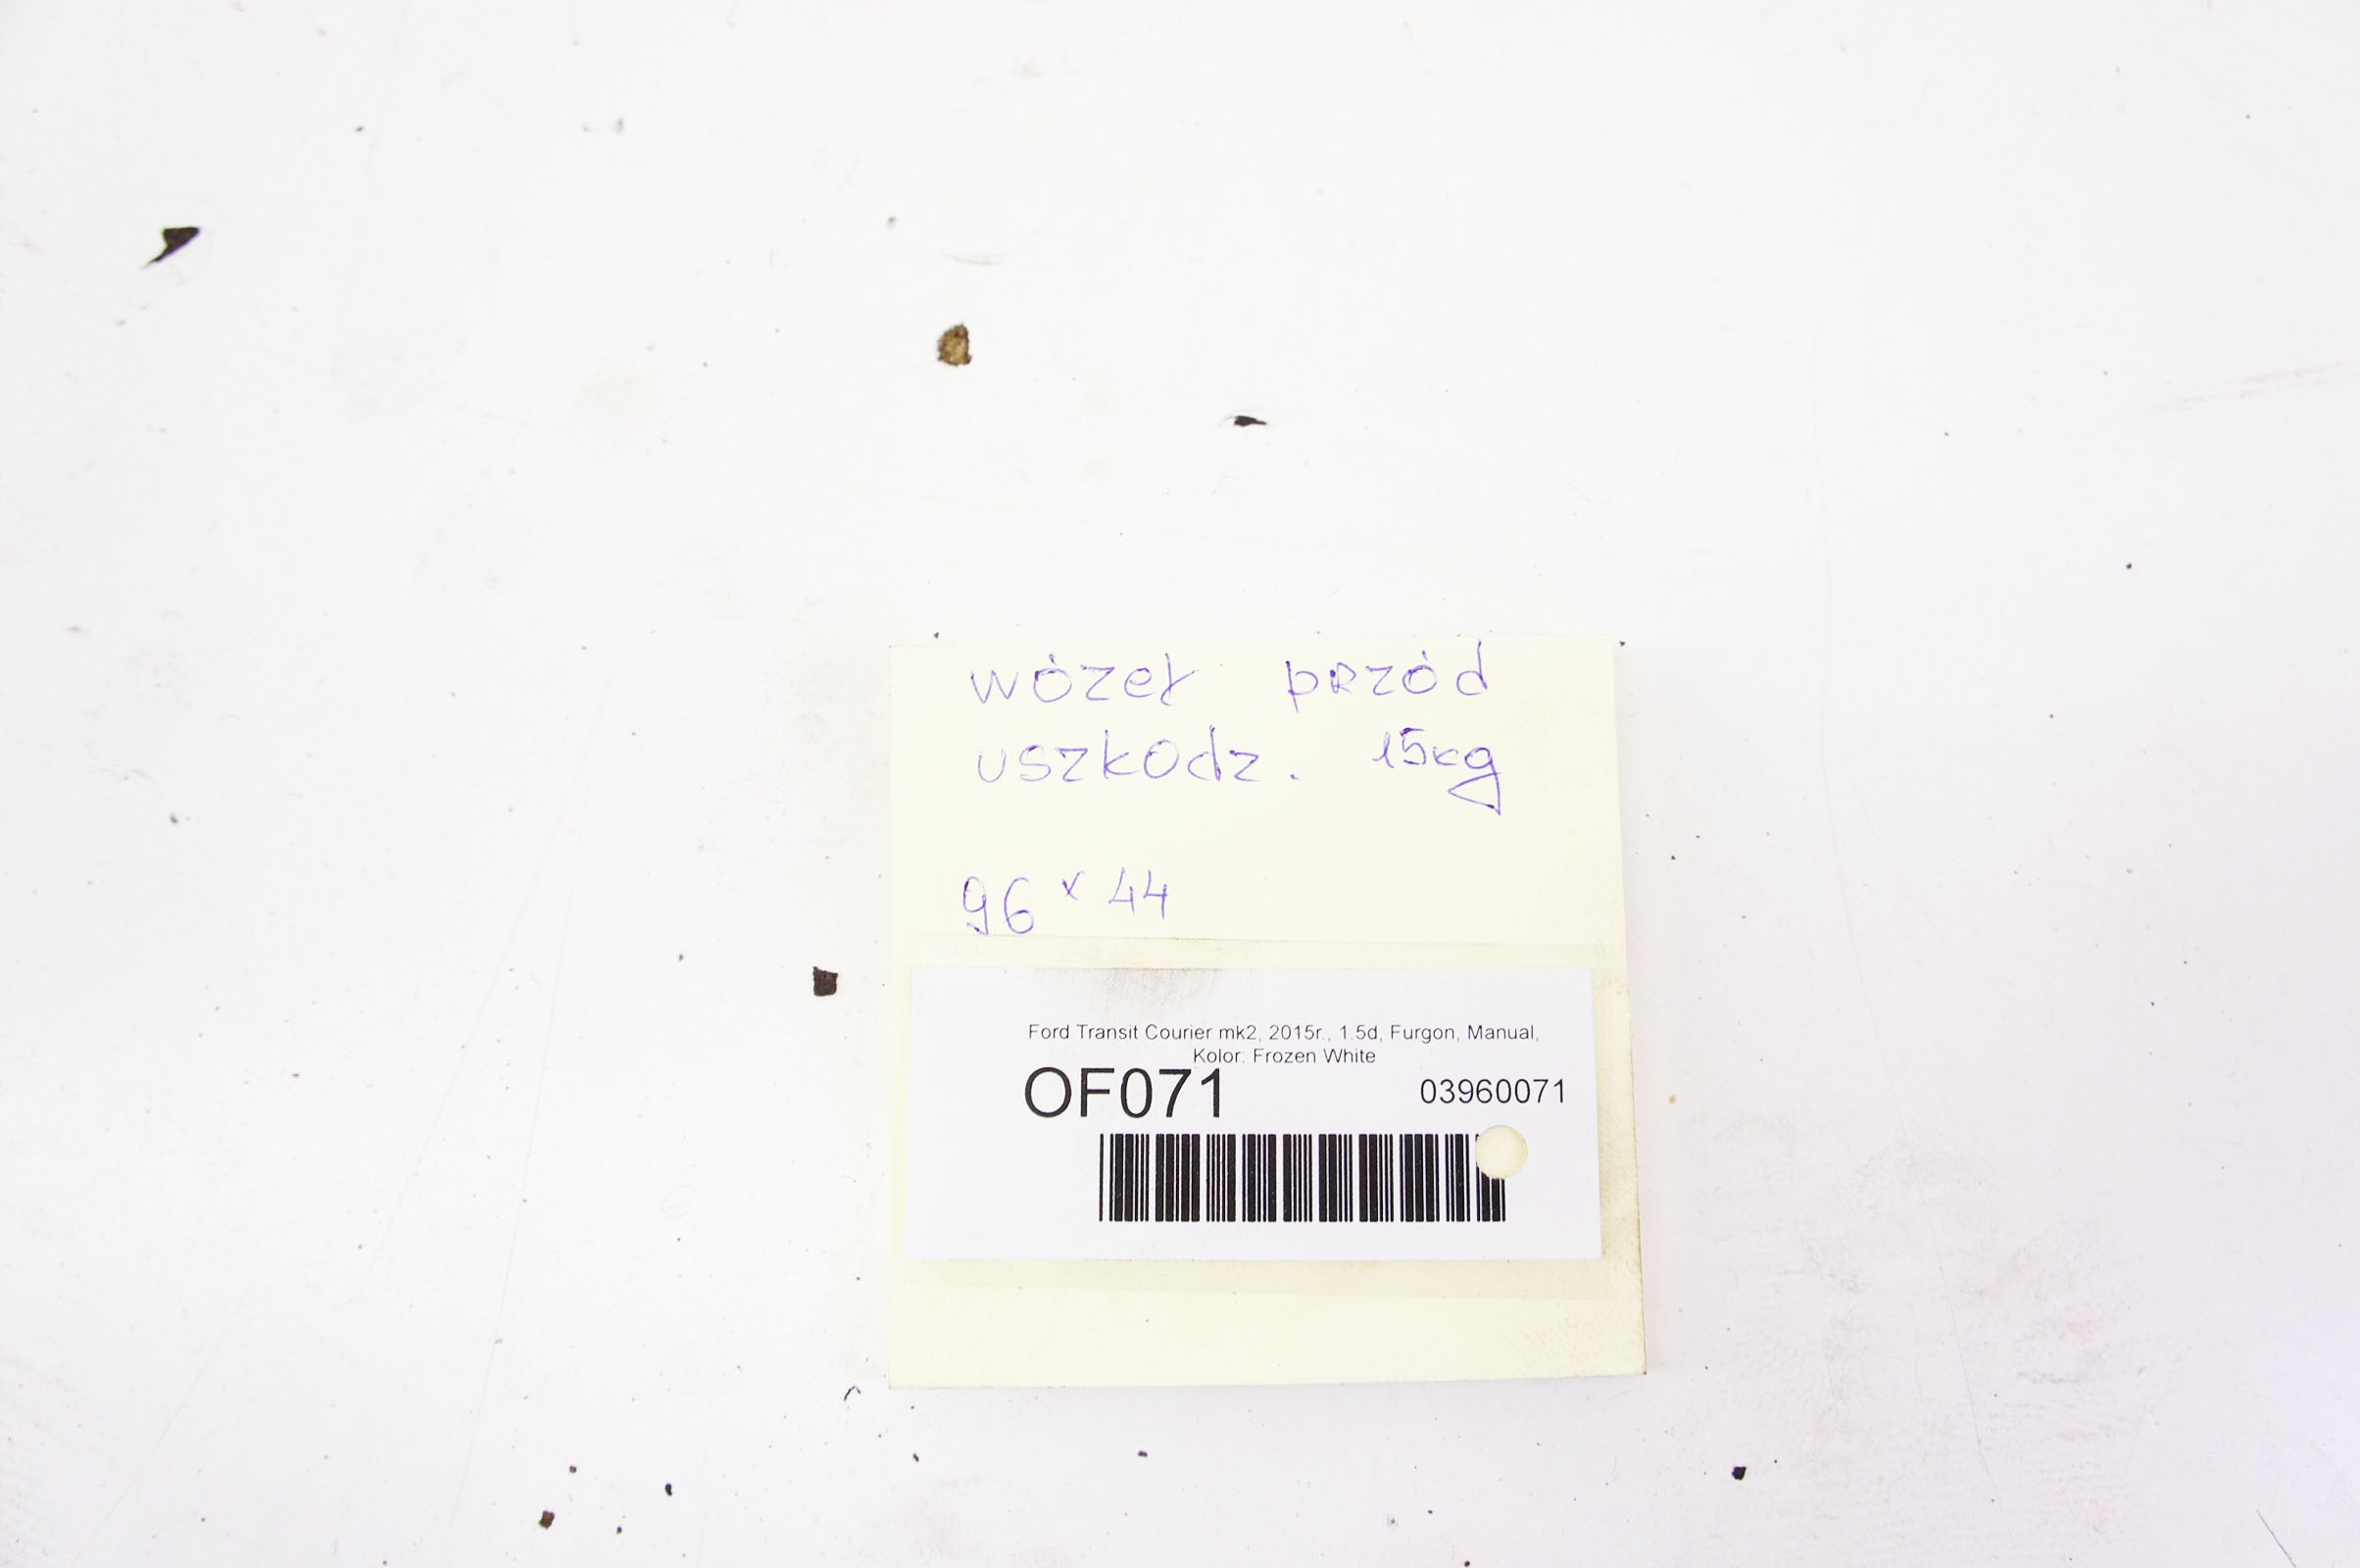 wózek przód
uszkodz. 15kg
96 x 44
Ford Transit Courier mk2, 2015r., 1.5d, Furgon, Manual,
Kolor: Frozen White
OF071 03960071